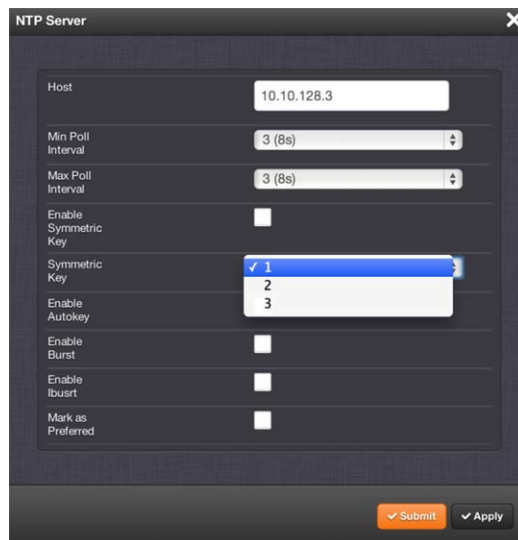 NTP Server
Host
10.10.128.3
Min Poll
Interval
3 (8s)
Max Poll
Interval
3 (8s)
Enable
Symmetric
Key
Symmetric
Key
✓ 1
2
3
Enable
Autokey
Enable
Burst
Enable
Ibusrt
Mark as
Preferred
✓ Submit
✓ Apply